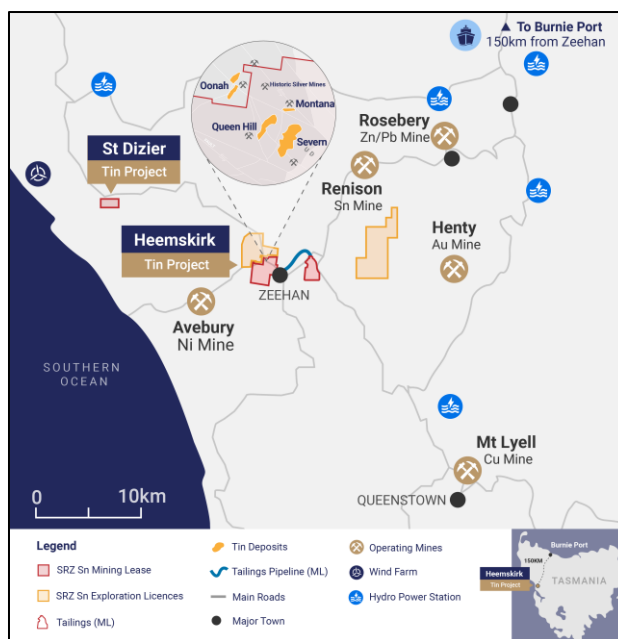 ▲ To Burnie Port
150km from Zeehan
Oonah
Historic Silver Mines
Montana
Queen Hill
Severn
Rosebery
Zn/Pb Mine
St Dizier
Tin Project
Renison
Sn Mine
Henty
Au Mine
Heemskirk
Tin Project
ZEEHAN
Avebury
Ni Mine
SOUTHERN
OCEAN
Mt Lyell
Cu Mine
QUEENSTOWN
0 10km
Legend
SRZ Sn Mining Lease
SRZ Sn Exploration Licences
Tailings (ML)
Tin Deposits
Tailings Pipeline (ML)
Main Roads
Major Town
Operating Mines
Wind Farm
Hydro Power Station
Burnie Port
150KM
Heemskirk
Tin Project
TASMANIA